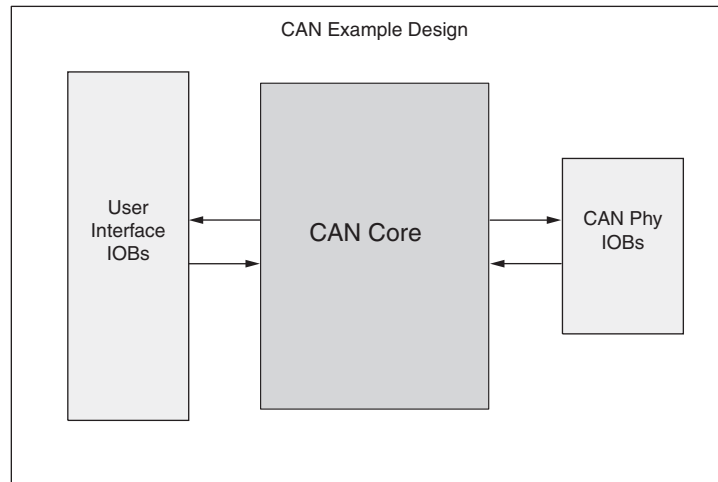 CAN Example Design
User
Interface
IOBs
CAN Core
CAN Phy
IOBs